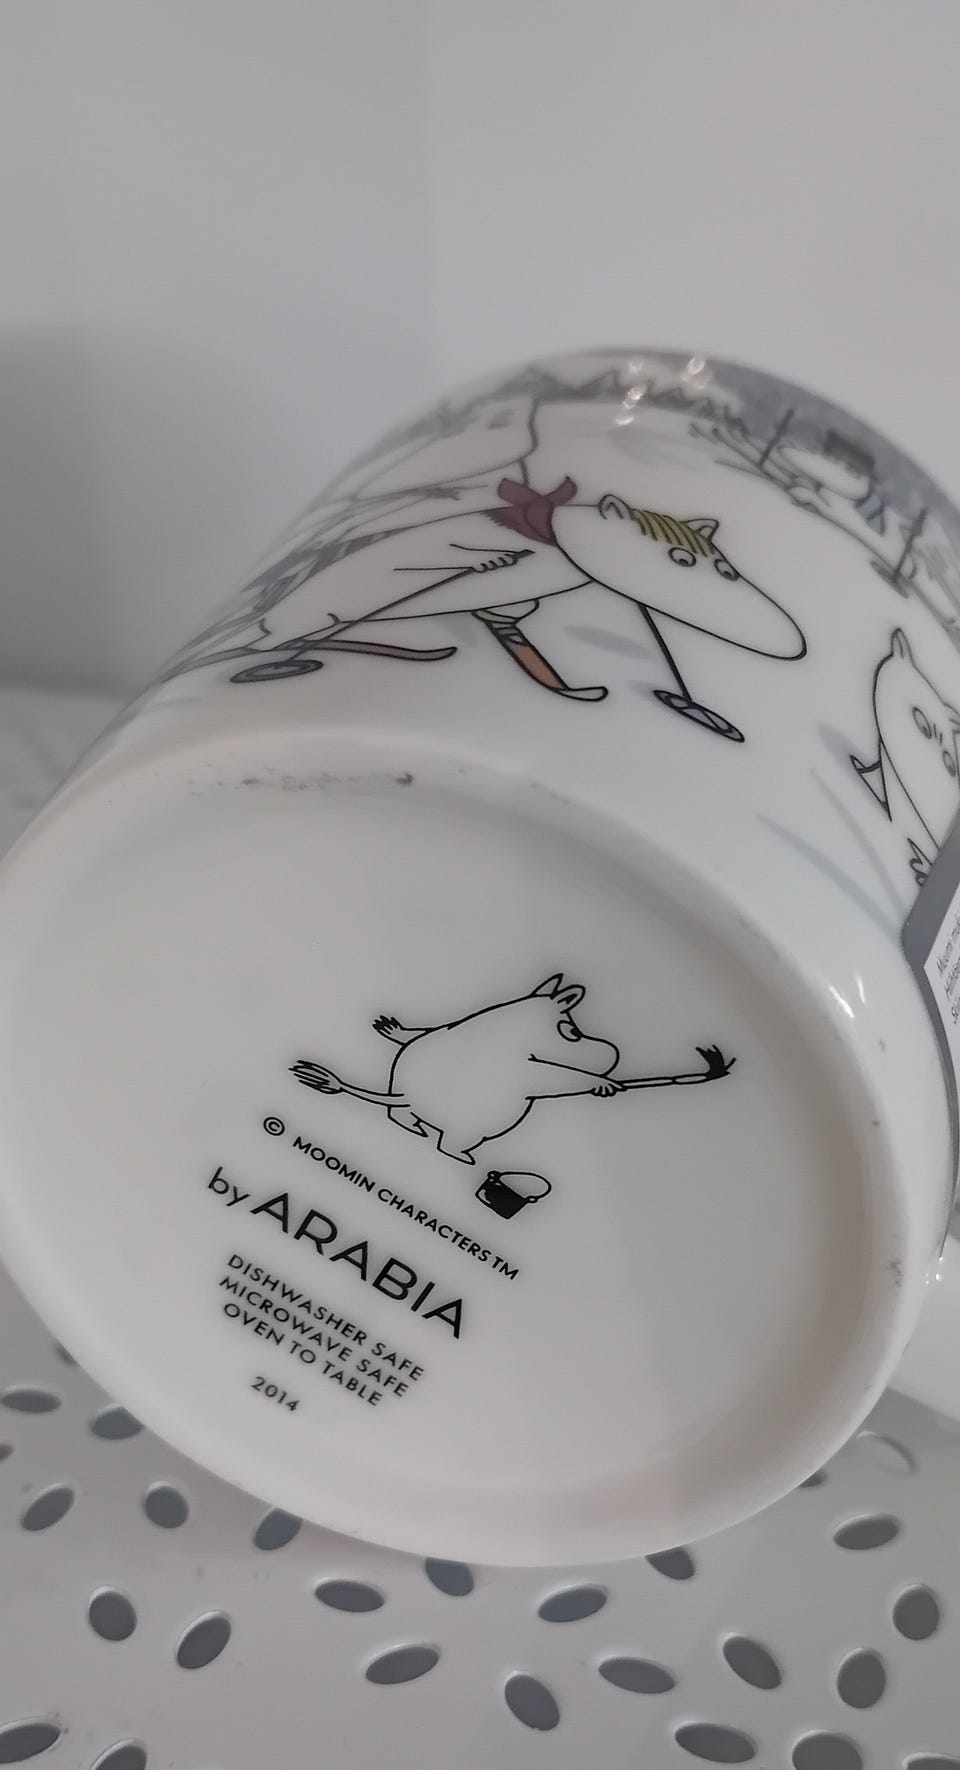 © MOOMIN CHARACTERS™
by ARABIA
DISHWASHER SAFE
MICROWAVE SAFE
OVEN TO TABLE
2014